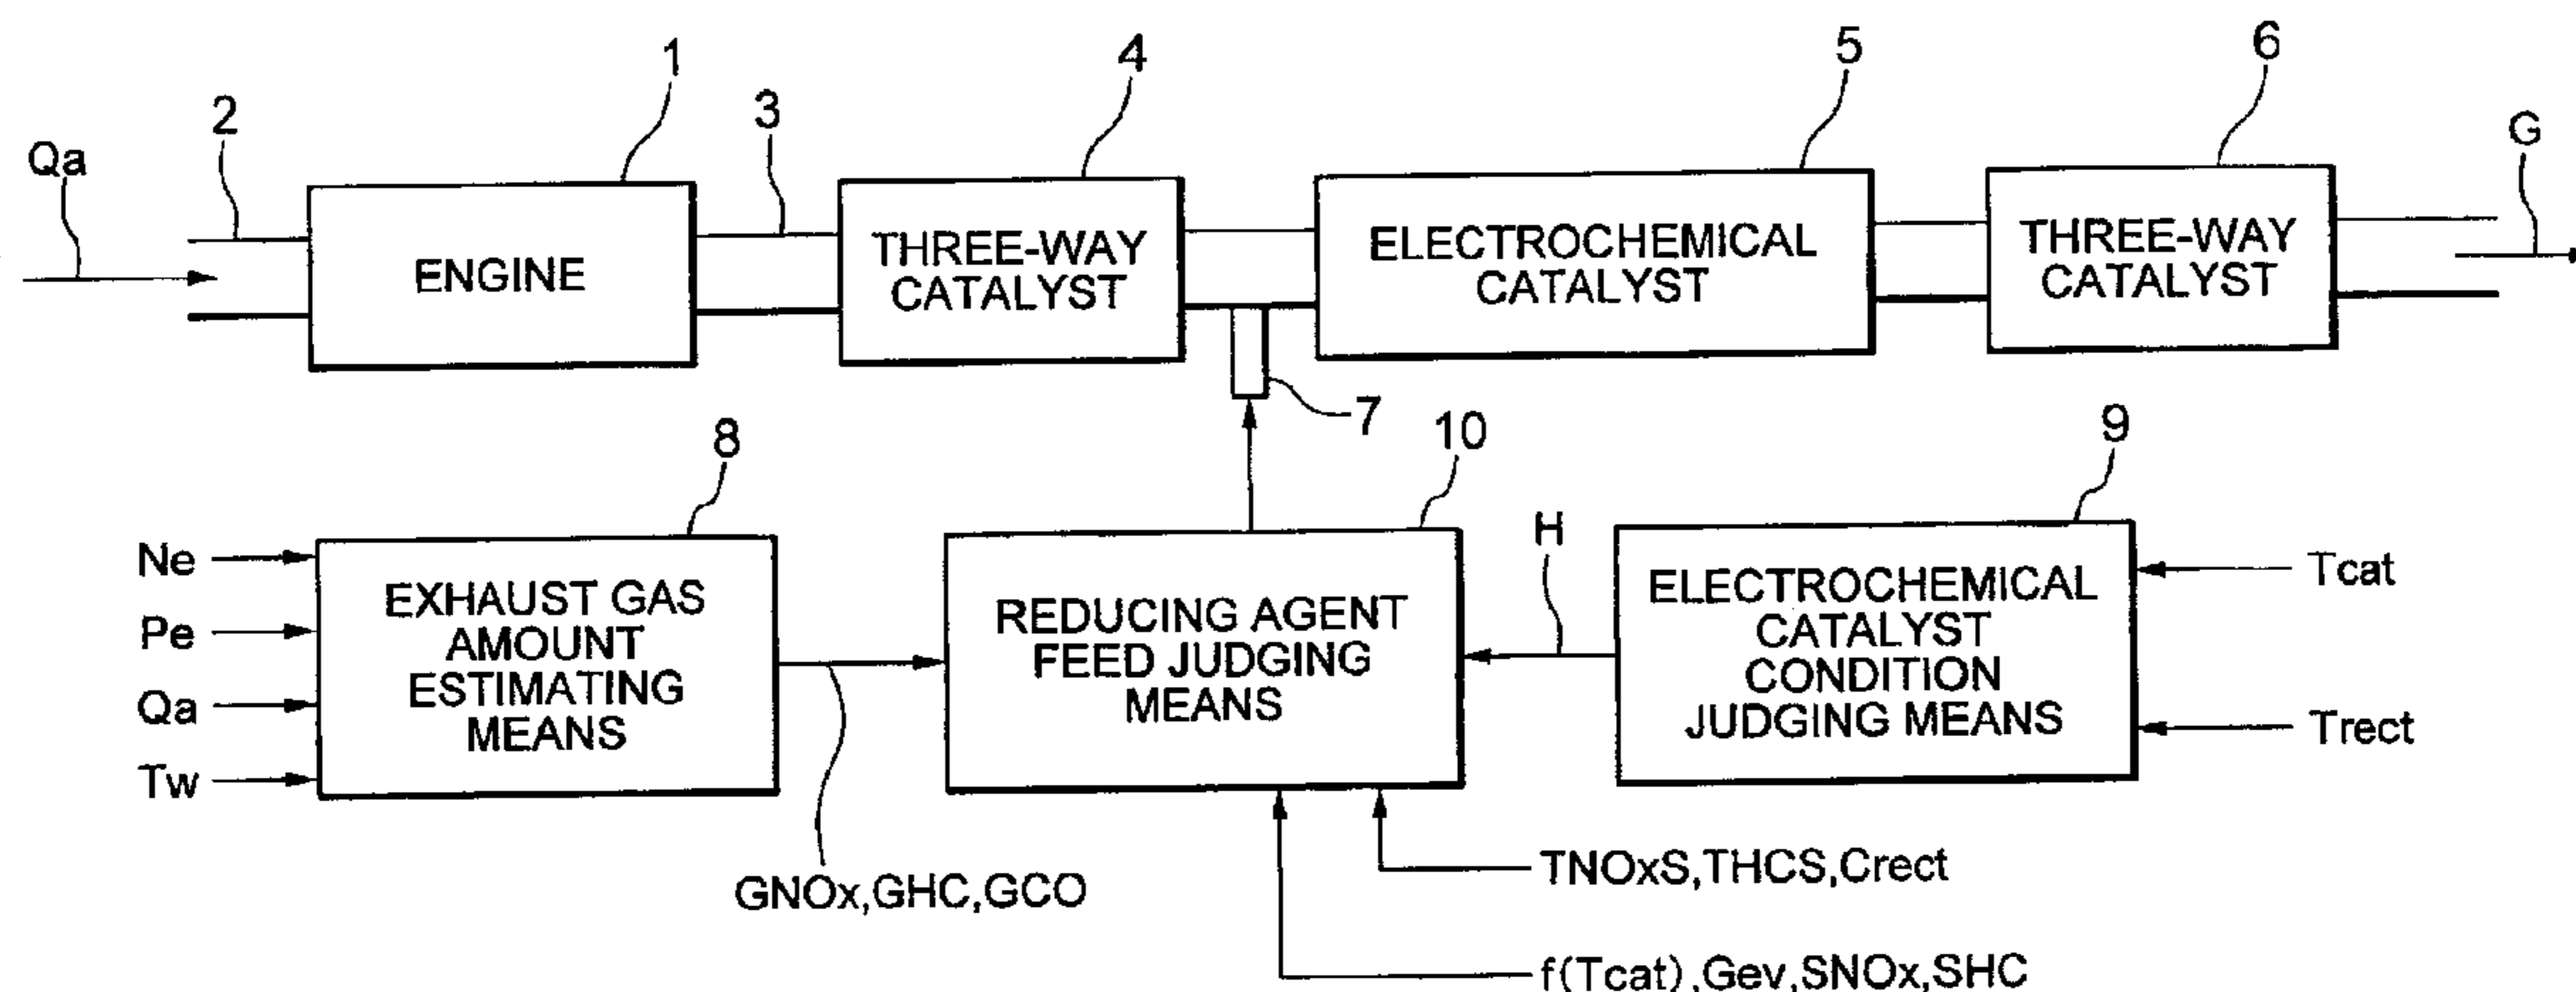 Qa
2
1
3
4
5
6
G
ENGINE
THREE-WAY
CATALYST
ELECTROCHEMICAL
CATALYST
THREE-WAY
CATALYST
7
8
10
9
Ne
Pe
Qa
Tw
EXHAUST GAS
AMOUNT
ESTIMATING
MEANS
REDUCING AGENT
FEED JUDGING
MEANS
H
ELECTROCHEMICAL
CATALYST
CONDITION
JUDGING MEANS
Tcat
Trect
GNOx,GHC,GCO
TNOxS,THCS,Crect
f(Tcat),Gev,SNOx,SHC